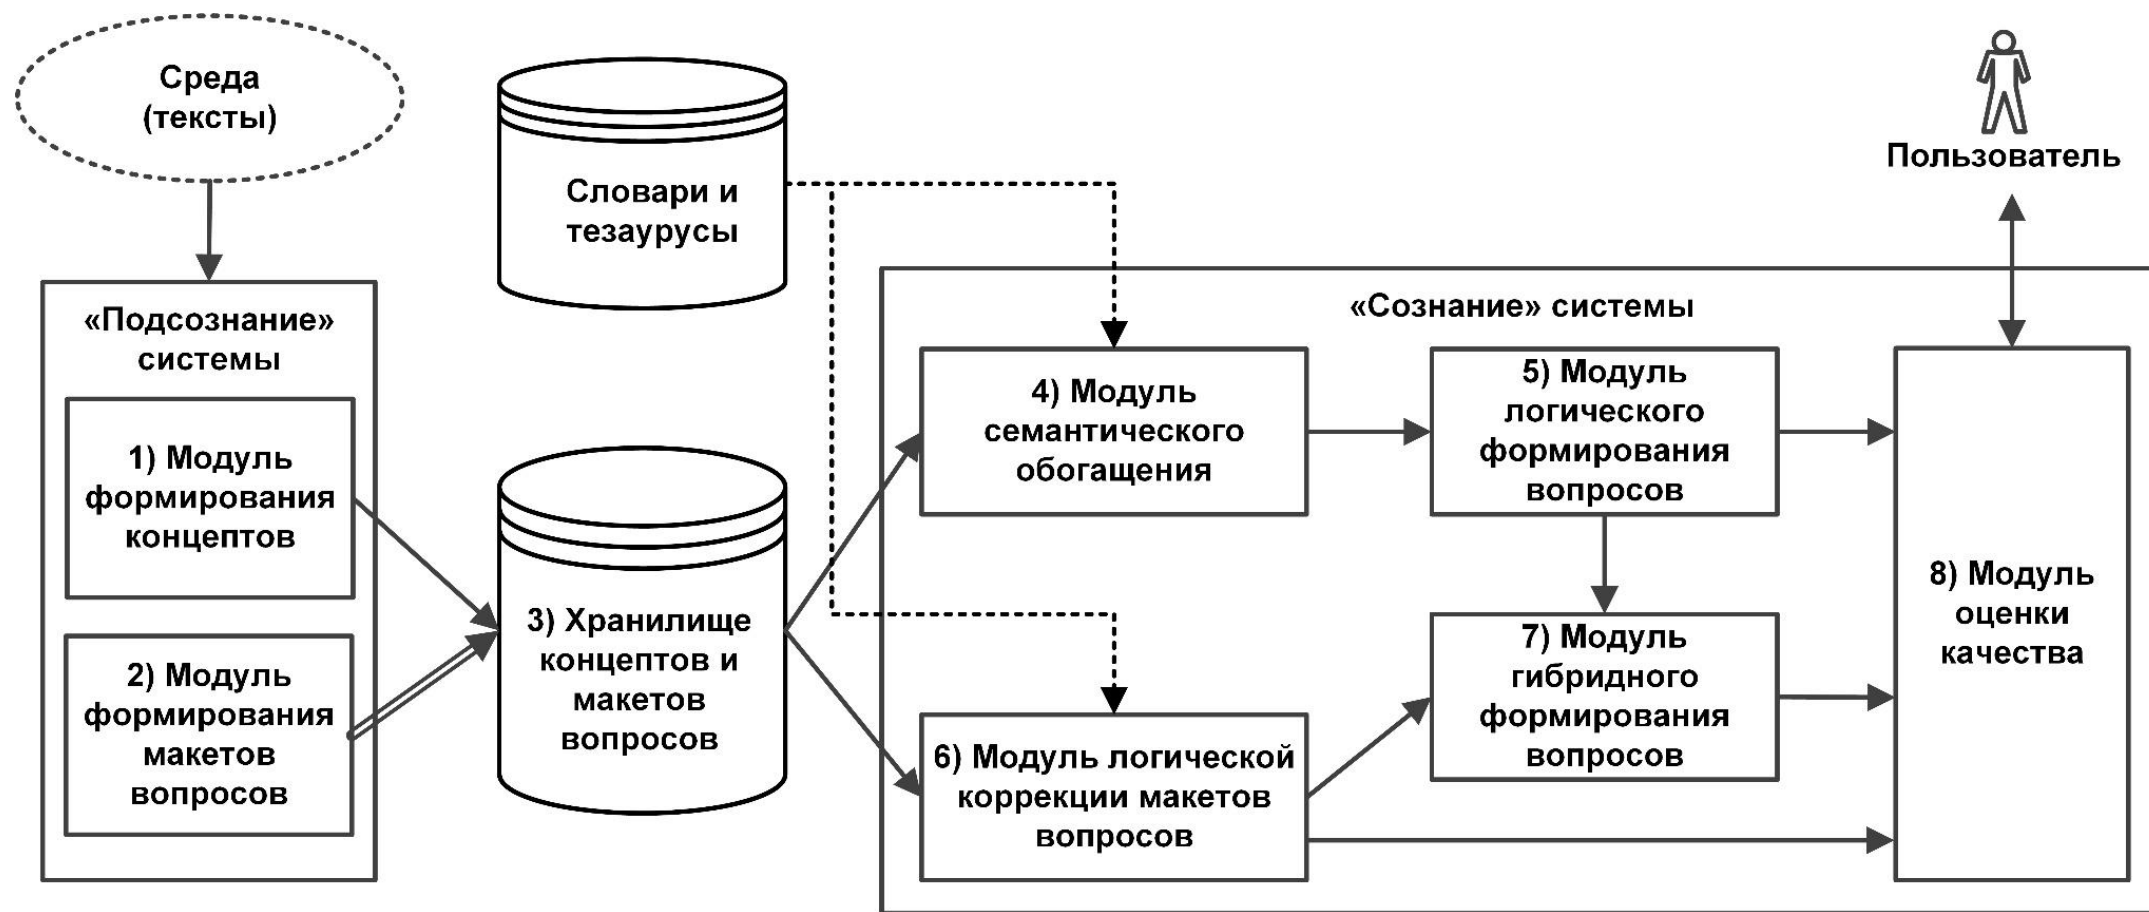 Среда
(тексты)
Словари и
тезаурусы
Пользователь
«Подсознание»
системы
1) Модуль
формирования
концептов
2) Модуль
формирования
макетов
вопросов
3) Хранилище
концептов и
макетов
вопросов
«Сознание» системы
4) Модуль
семантического
обогащения
5) Модуль
логического
формирования
вопросов
6) Модуль логической
коррекции макетов
вопросов
7) Модуль
гибридного
формирования
вопросов
8) Модуль
оценки
качества